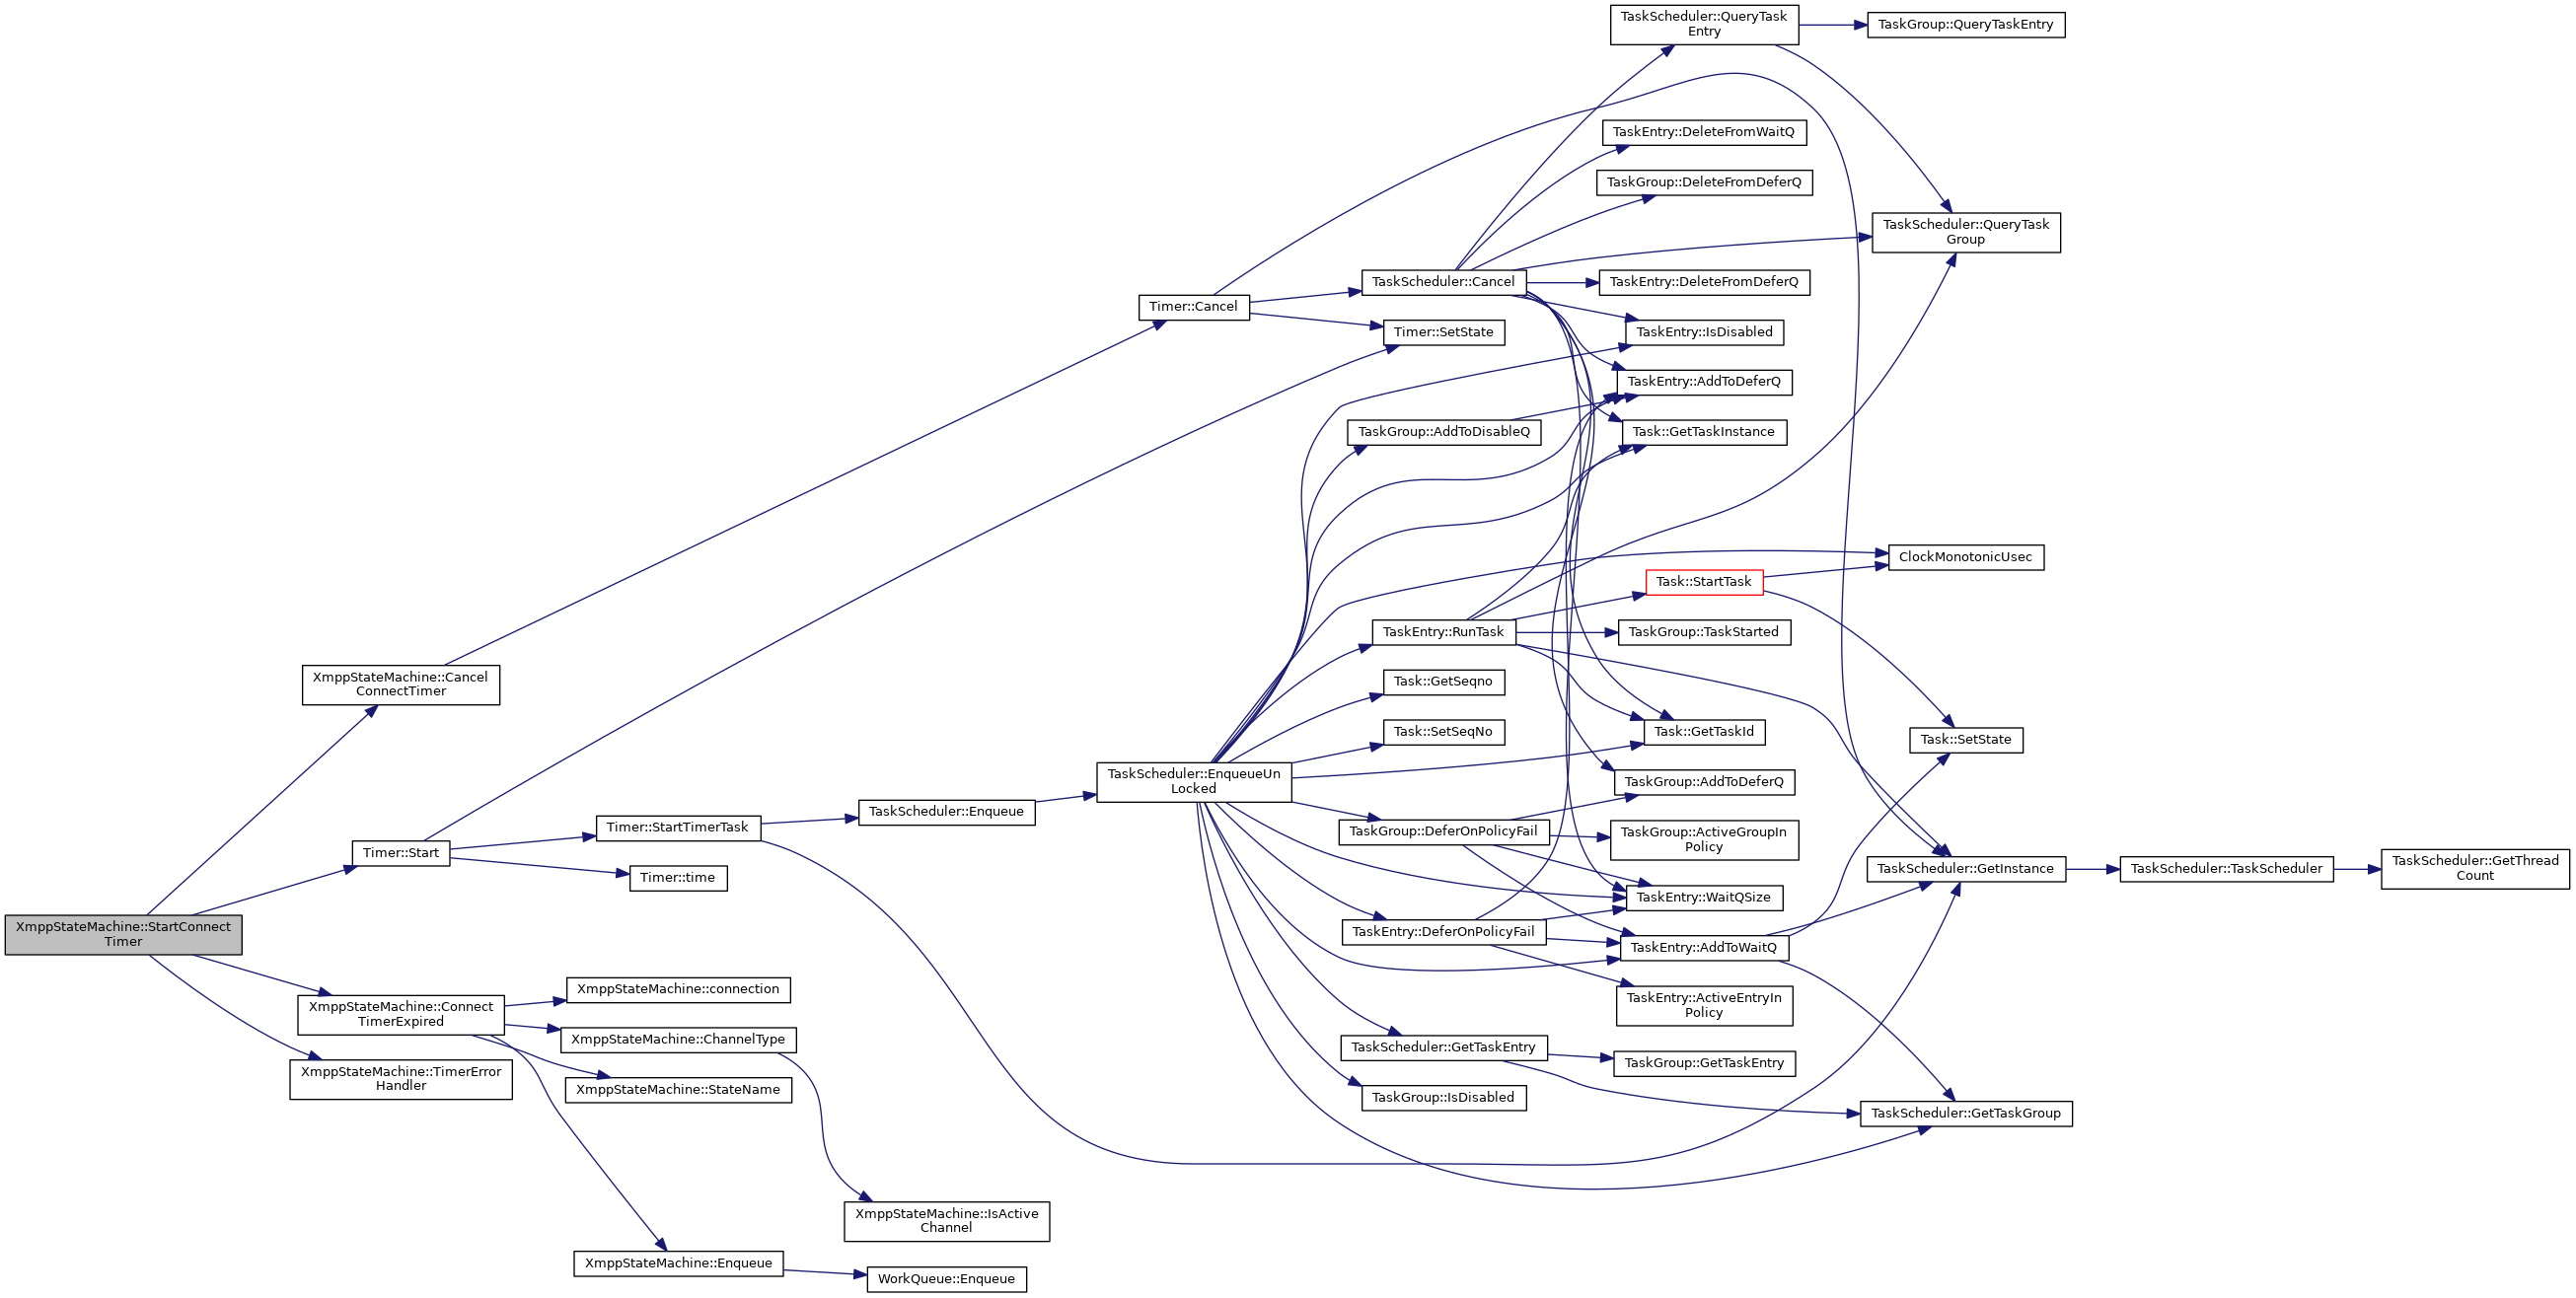 XmppStateMachine::StartConnect
Timer
XmppStateMachine::Cancel
ConnectTimer
Timer::Start
XmppStateMachine::Connect
TimerExpired
XmppStateMachine::TimerError
Handler
Timer::StartTimerTask
Timer::time
XmppStateMachine::connection
XmppStateMachine::ChannelType
XmppStateMachine::StateName
XmppStateMachine::Enqueue
TaskScheduler::Enqueue
XmppStateMachine::IsActive
Channel
WorkQueue::Enqueue
Timer::Cancel
TaskScheduler::EnqueueUn
Locked
TaskScheduler::Cancel
Timer::SetState
TaskGroup::AddToDisableQ
TaskEntry::RunTask
Task::GetSeqno
Task::SetSeqNo
TaskGroup::DeferOnPolicyFail
TaskEntry::DeferOnPolicyFail
TaskScheduler::GetTaskEntry
TaskGroup::IsDisabled
TaskScheduler::QueryTask
Entry
TaskEntry::DeleteFromWaitQ
TaskGroup::DeleteFromDeferQ
TaskEntry::DeleteFromDeferQ
TaskEntry::IsDisabled
TaskEntry::AddToDeferQ
Task::GetTaskInstance
Task::StartTask
TaskGroup::TaskStarted
Task::GetTaskId
TaskGroup::AddToDeferQ
TaskGroup::ActiveGroupIn
Policy
TaskEntry::WaitQSize
TaskEntry::AddToWaitQ
TaskEntry::ActiveEntryIn
Policy
TaskGroup::GetTaskEntry
TaskGroup::QueryTaskEntry
TaskScheduler::QueryTask
Group
ClockMonotonicUsec
Task::SetState
TaskScheduler::GetInstance
TaskScheduler::GetTaskGroup
TaskScheduler::TaskScheduler
TaskScheduler::GetThread
Count